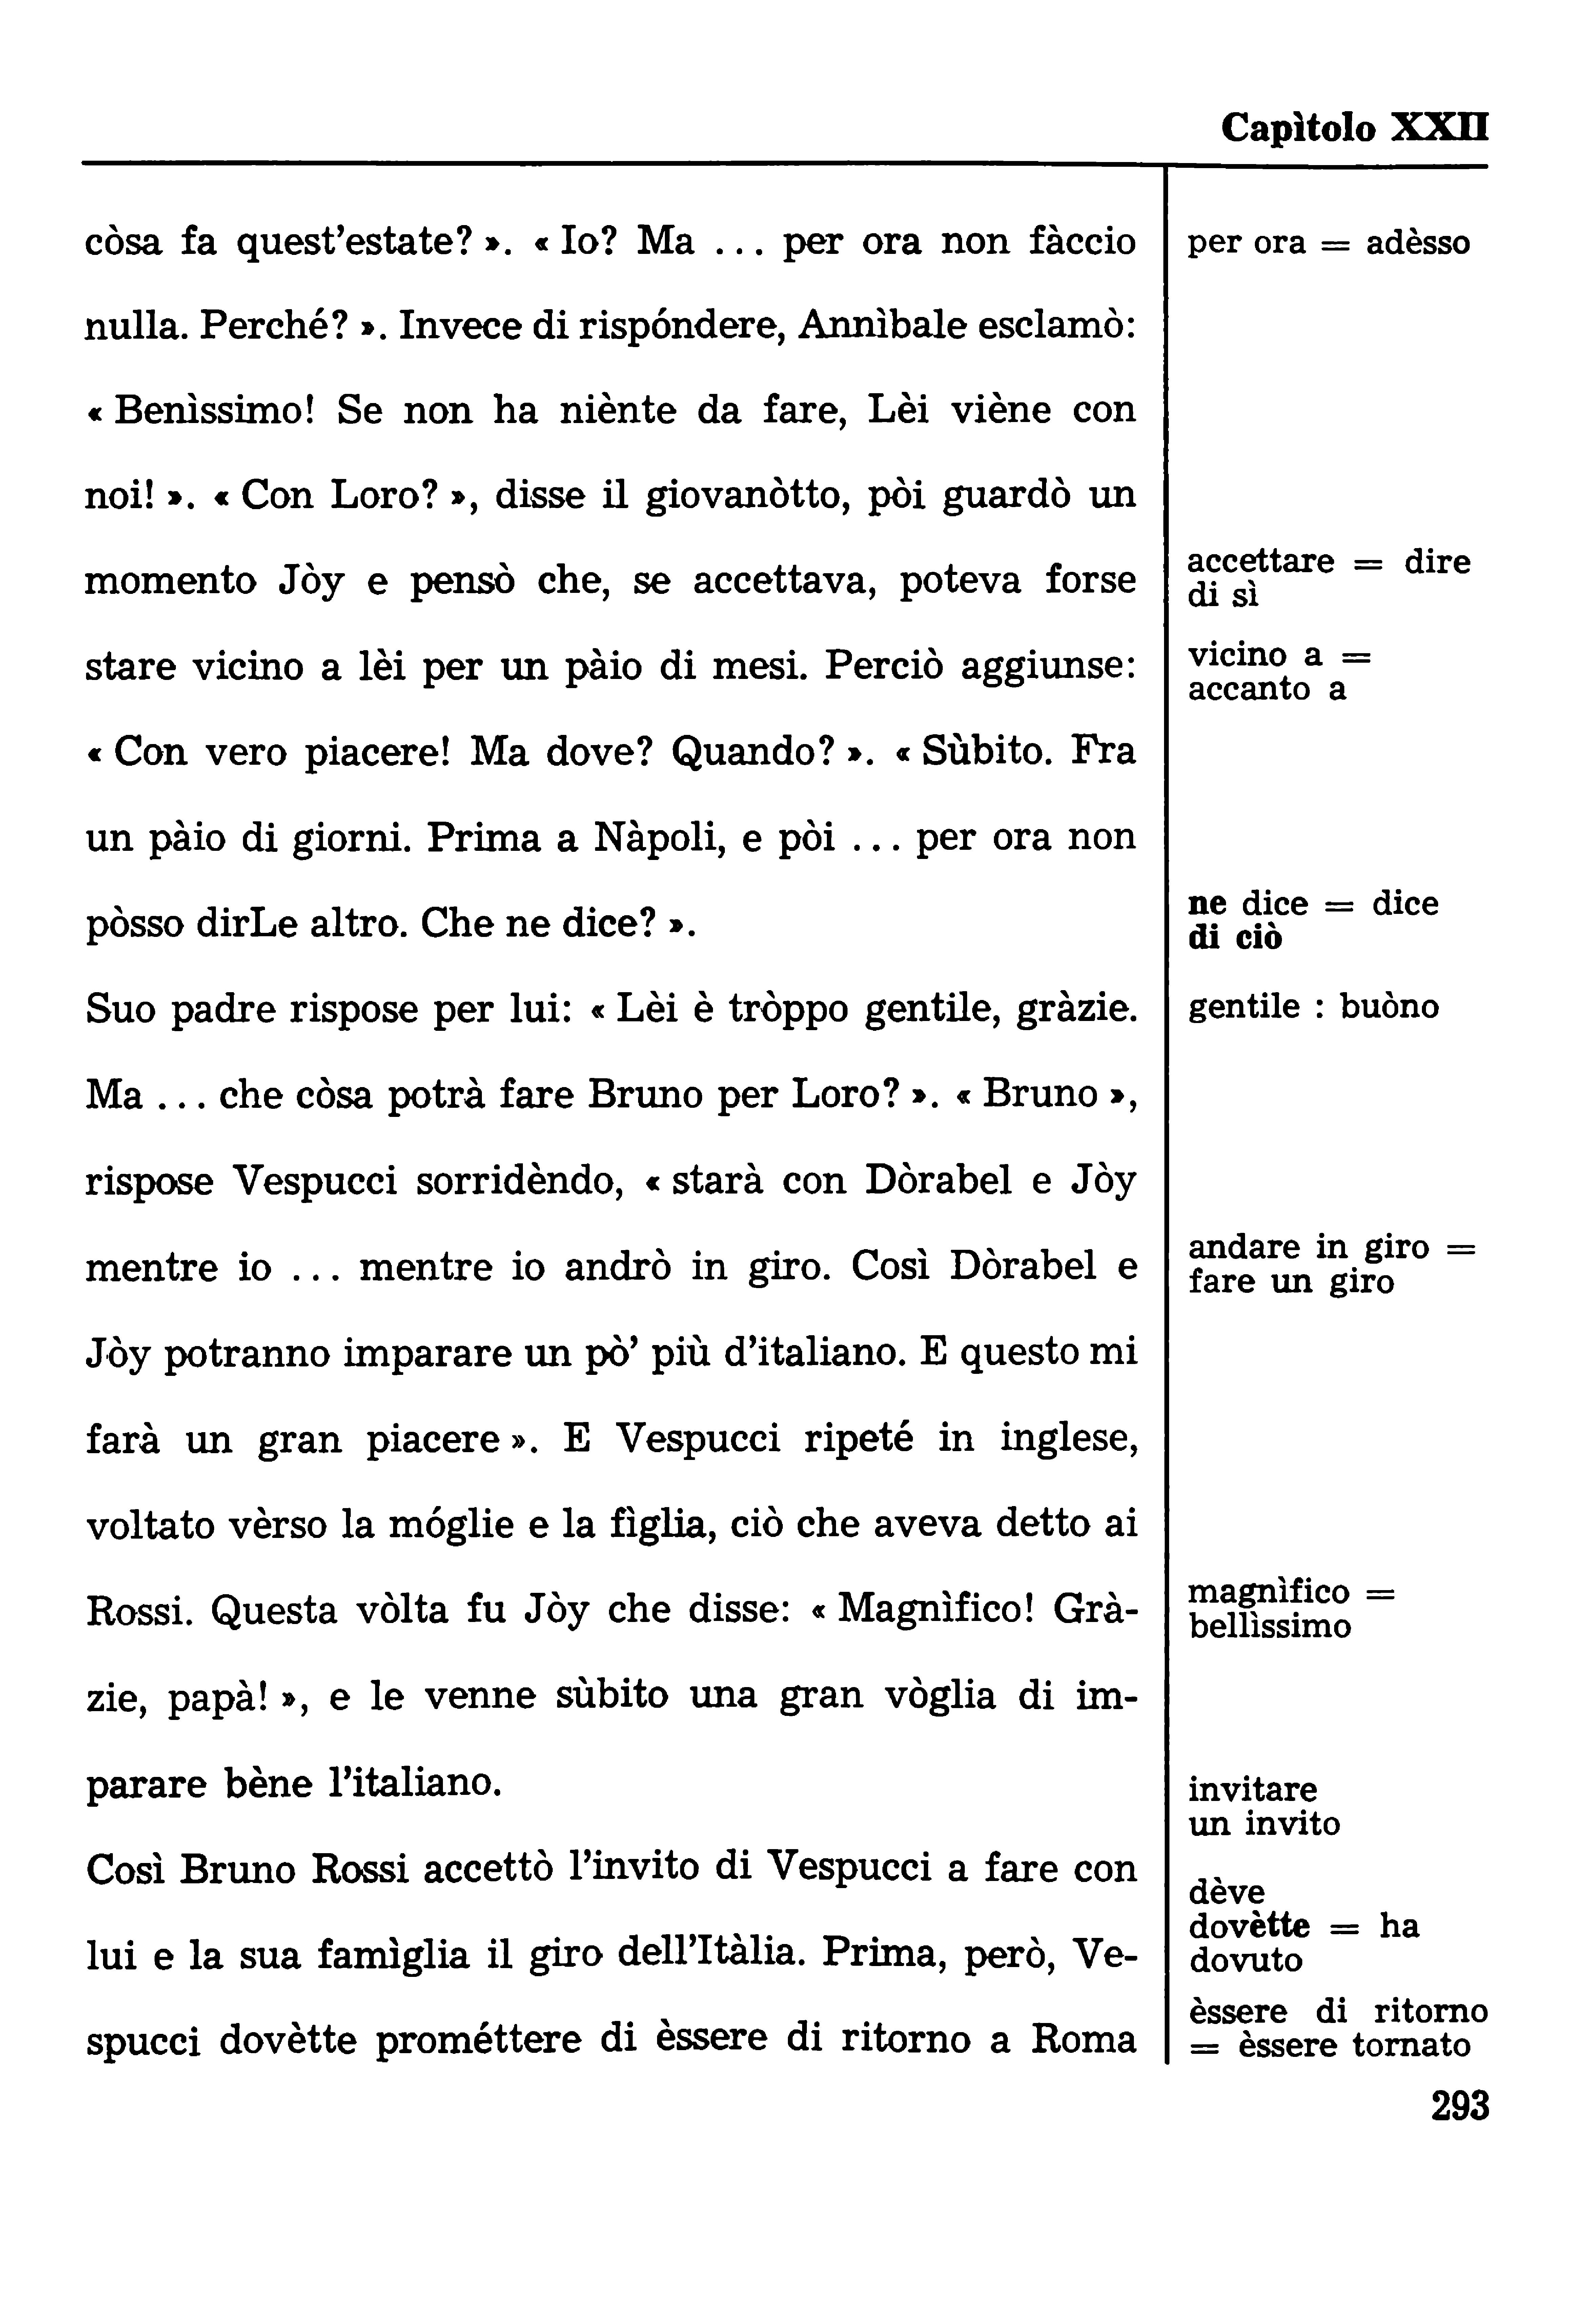 Capìtolo XXII
còsa fa quest'estate? ». « Io? Ma ... per ora non fàccio
nulla. Perché? ». Invece di rispóndere, Annìbale esclamò:
« Benìssimo! Se non ha niènte da fare, Lèi viène con
noi! ». « Con Loro? », disse il giovanòtto, pòi guardò un
momento Jòy e pensò che, se accettava, poteva forse
stare vicino a lèi per un pàio di mesi. Perciò aggiunse:
« Con vero piacere! Ma dove? Quando? ». « Sùbito. Fra
un pàio di giorni. Prima a Nàpoli, e pòi ... per ora non
pòsso dirLe altro. Che ne dice? ».
Suo padre rispose per lui: « Lèi è tròppo gentile, gràzie.
Ma ... che còsa potrà fare Bruno per Loro? ». « Bruno »,
rispose Vespucci sorridèndo, « starà con Dòrabel e Jòy
mentre io ... mentre io andrò in giro. Così Dòrabel e
Jòy potranno imparare un pò' più d'italiano. E questo mi
farà un gran piacere ». E Vespucci ripeté in inglese,
voltato vèrso la móglie e la fìglia, ciò che aveva detto ai
Rossi. Questa vòlta fu Jòy che disse: « Magnìfico! Grà-
zie, papà! », e le venne sùbito una gran vòglia di im-
parare bène l'italiano.
Così Bruno Rossi accettò l'invito di Vespucci a fare con
lui e la sua famìglia il giro dell'Itàlia. Prima, però, Ve-
spucci dovètte prométtere di èssere di ritorno a Roma
per ora = adèsso
accettare = dire
di sì
vicino a =
accanto a
ne dice = dice
di ciò
gentile : buòno
andare in giro =
fare un giro
magnìfico =
bellìssimo
invitare
un invito
dève
dovètte = ha
dovuto
èssere di ritorno
= èssere tornato
293